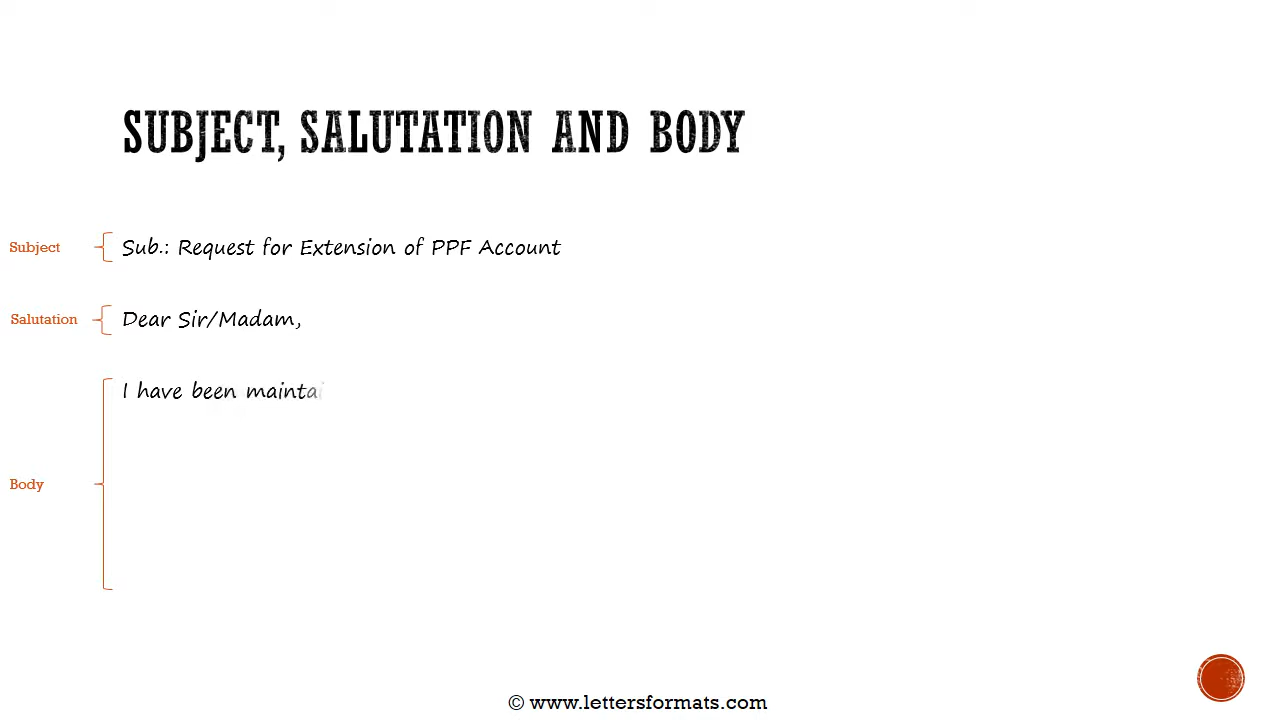 SUBJECT, SALUTATION AND BODY
Subject
Sub.: Request for Extension of PPF Account
Salutation
Dear Sir/Madam,
I have been
Body
© www.lettersformats.com